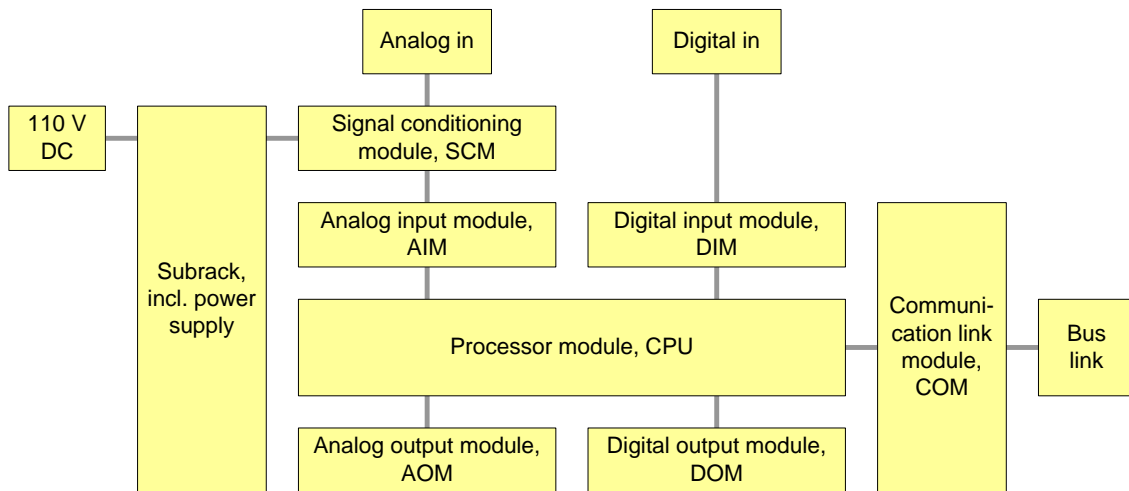 Analog in
Digital in
110 V
DC
Signal conditioning
module, SCM
Analog input module,
AIM
Digital input module,
DIM
Subrack,
incl. power
supply
Processor module, CPU
Communi-
cation link
module,
COM
Bus
link
Analog output module,
AOM
Digital output module,
DOM